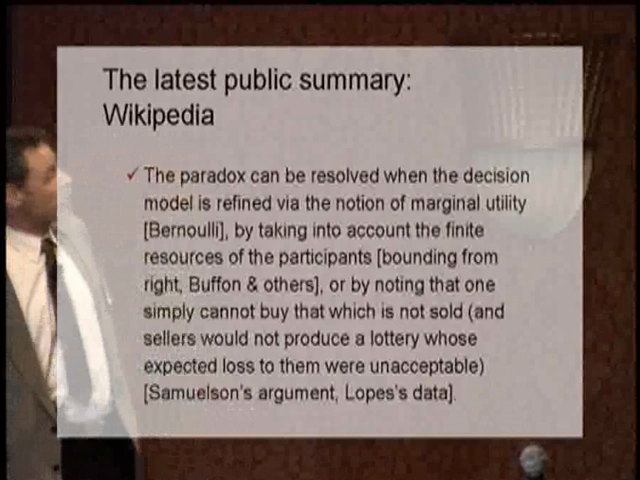 The latest public summary:
Wikipedia
✓ The paradox can be resolved when the decision
model is refined via the notion of marginal utility
[Bernoulli], by taking into account the finite
resources of the participants [bounding from
right, Buffon & others], or by noting that one
simply cannot buy that which is not sold (and
sellers would not produce a lottery whose
expected loss to them were unacceptable)
[Samuelson's argument, Lopes's data].